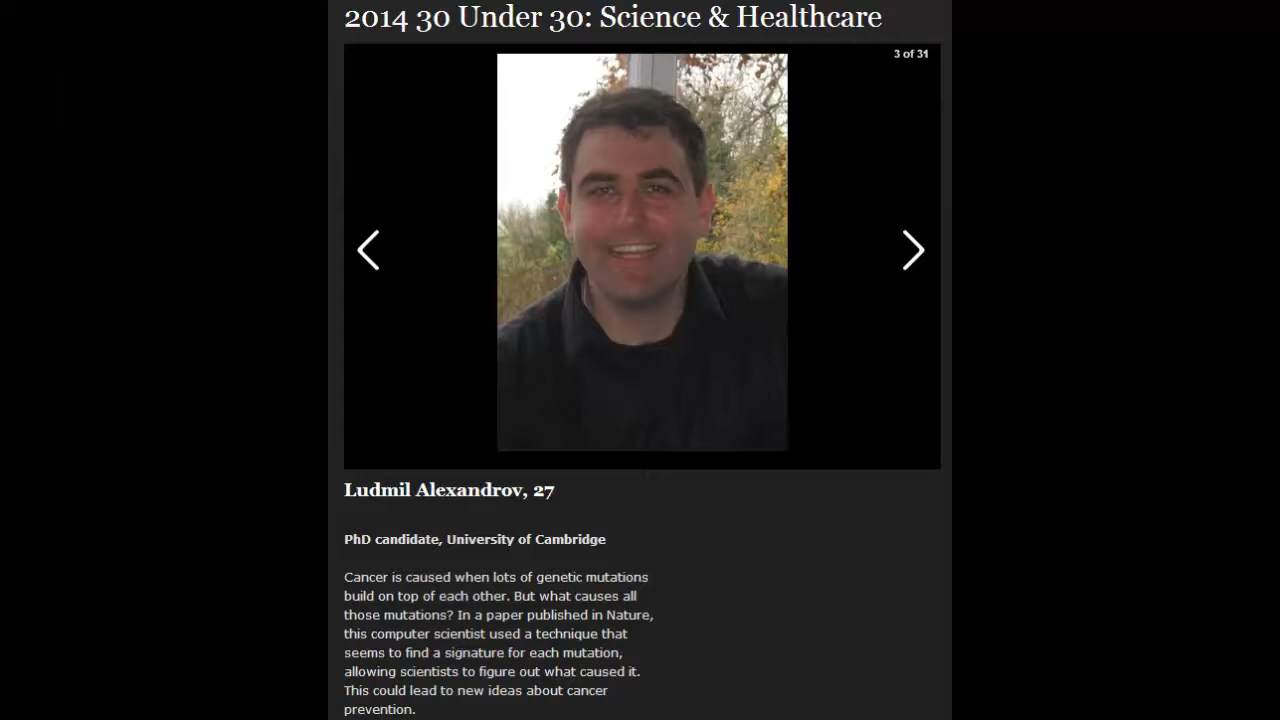 2014 30 Under 30: Science & Healthcare
3 of 31
Ludmil Alexandrov, 27
PhD candidate, University of Cambridge
Cancer is caused when lots of genetic mutations
build on top of each other. But what causes all
those mutations? In a paper published in Nature,
this computer scientist used a technique that
seems to find a signature for each mutation,
allowing scientists to figure out what caused it.
This could lead to new ideas about cancer
prevention.